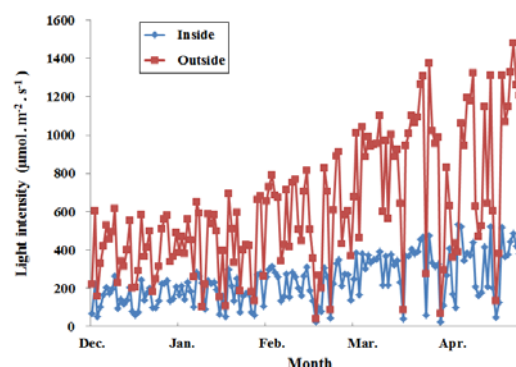 1600
1400
1200
1000
800
600
400
200
0
Light intensity (μmol. m⁻². s⁻¹)
Inside
Outside
Dec. Jan. Feb. Mar. Apr.
Month